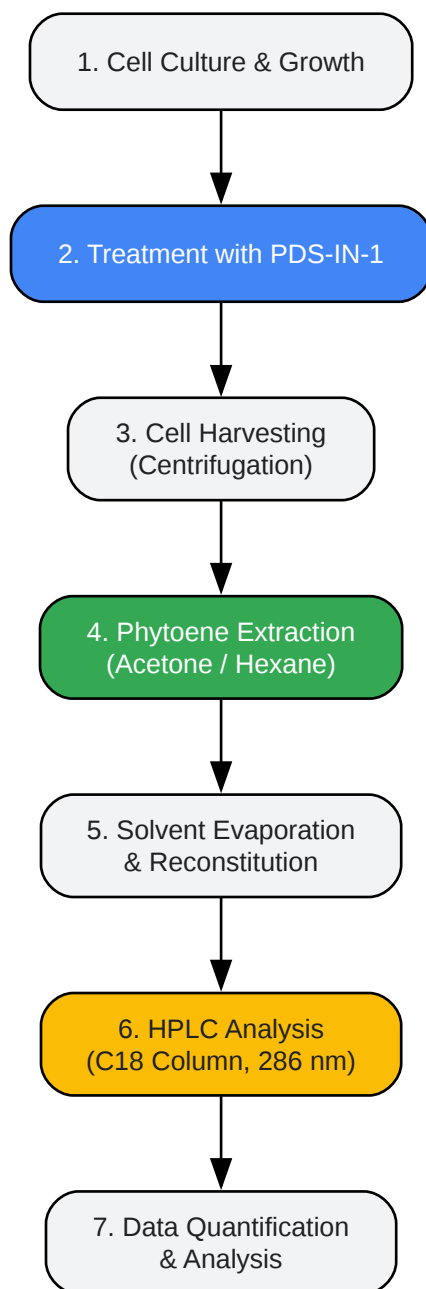 1. Cell Culture & Growth
2. Treatment with PDS-IN-1
3. Cell Harvesting
(Centrifugation)
4. Phytoene Extraction
(Acetone / Hexane)
5. Solvent Evaporation
& Reconstitution
6. HPLC Analysis
(C18 Column, 286 nm)
7. Data Quantification
& Analysis